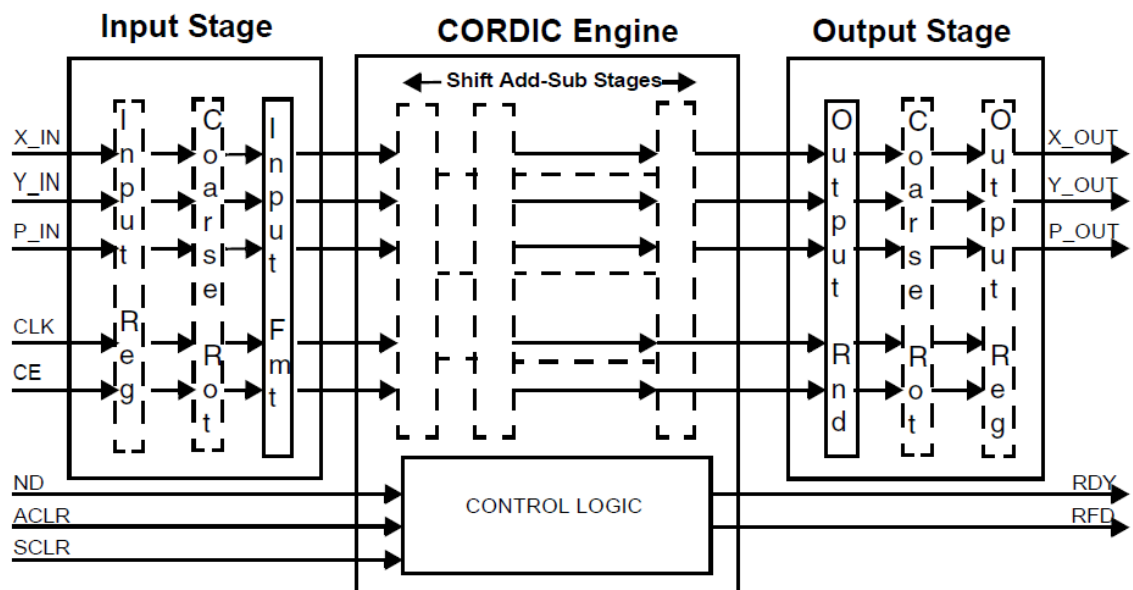 Input Stage
CORDIC Engine
Output Stage
Shift Add-Sub Stages
X_IN
Y_IN
P_IN
CLK
CE
ND
ACLR
SCLR
Input Reg
Coarse Rot
Input Fmt
CONTROL LOGIC
Output Rnd
Coarse Rot
Output Reg
X_OUT
Y_OUT
P_OUT
RDY
RFD